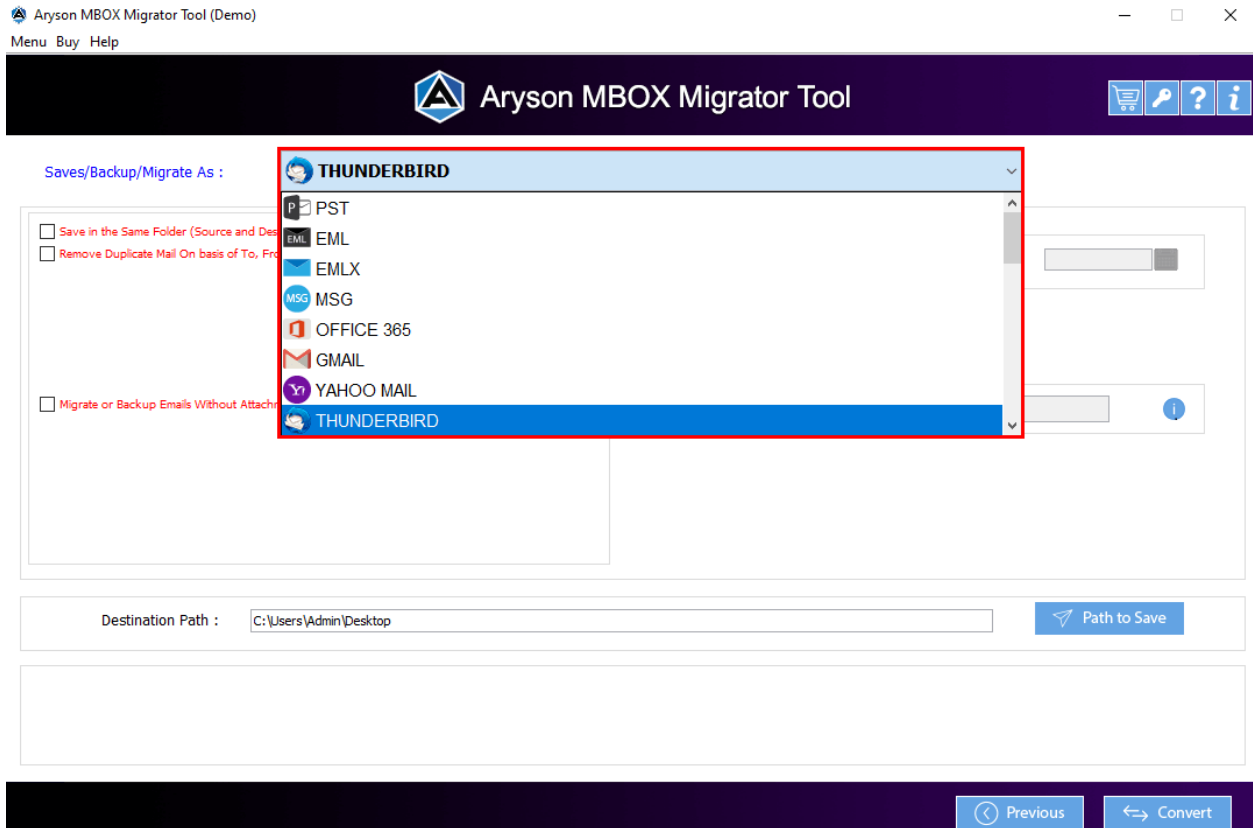 Aryson MBOX Migrator Tool (Demo)
Menu Buy Help
Aryson MBOX Migrator Tool
Saves/Backup/Migrate As :
THUNDERBIRD
PST
EML
EMLX
MSG
OFFICE 365
GMAIL
YAHOO MAIL
THUNDERBIRD
Save in the Same Folder (Source and Des
Remove Duplicate Mail On basis of To, Fro
Migrate or Backup Emails Without Attachm
Destination Path :
C:\Users\Admin\Desktop
Path to Save
Previous
Convert